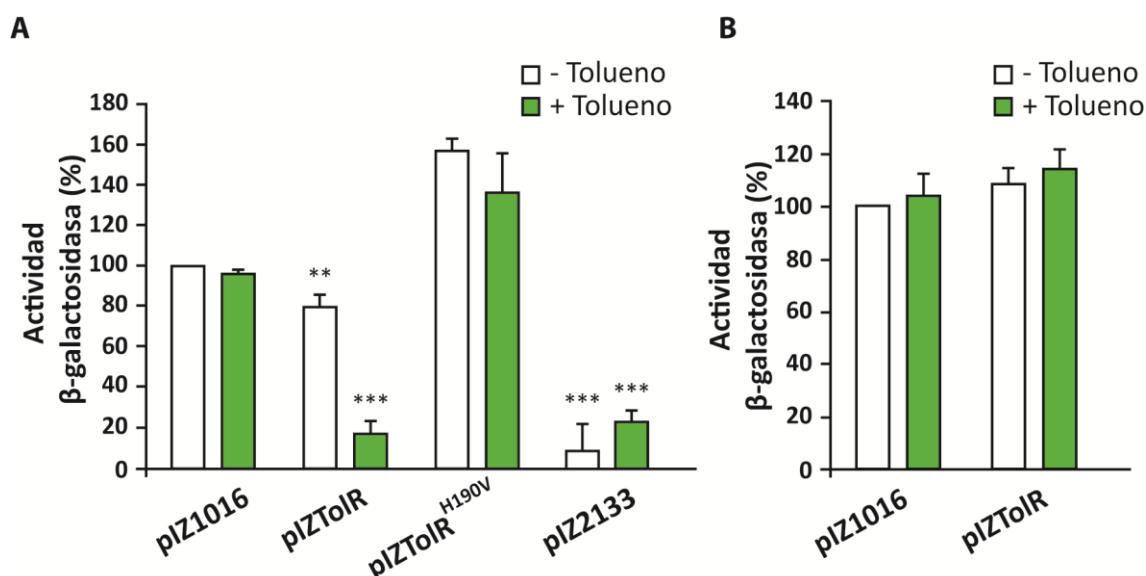 A
- Tolueno
+ Tolueno
Actividad
β-galactosidasa (%)
180
160
140
120
100
80
60
40
20
0
**
***
***
***
pIZ1016
pIZTolR
pIZTolR H190V
pIZ2133
B
- Tolueno
+ Tolueno
Actividad
β-galactosidasa (%)
140
120
100
80
60
40
20
0
pIZ1016
pIZTolR